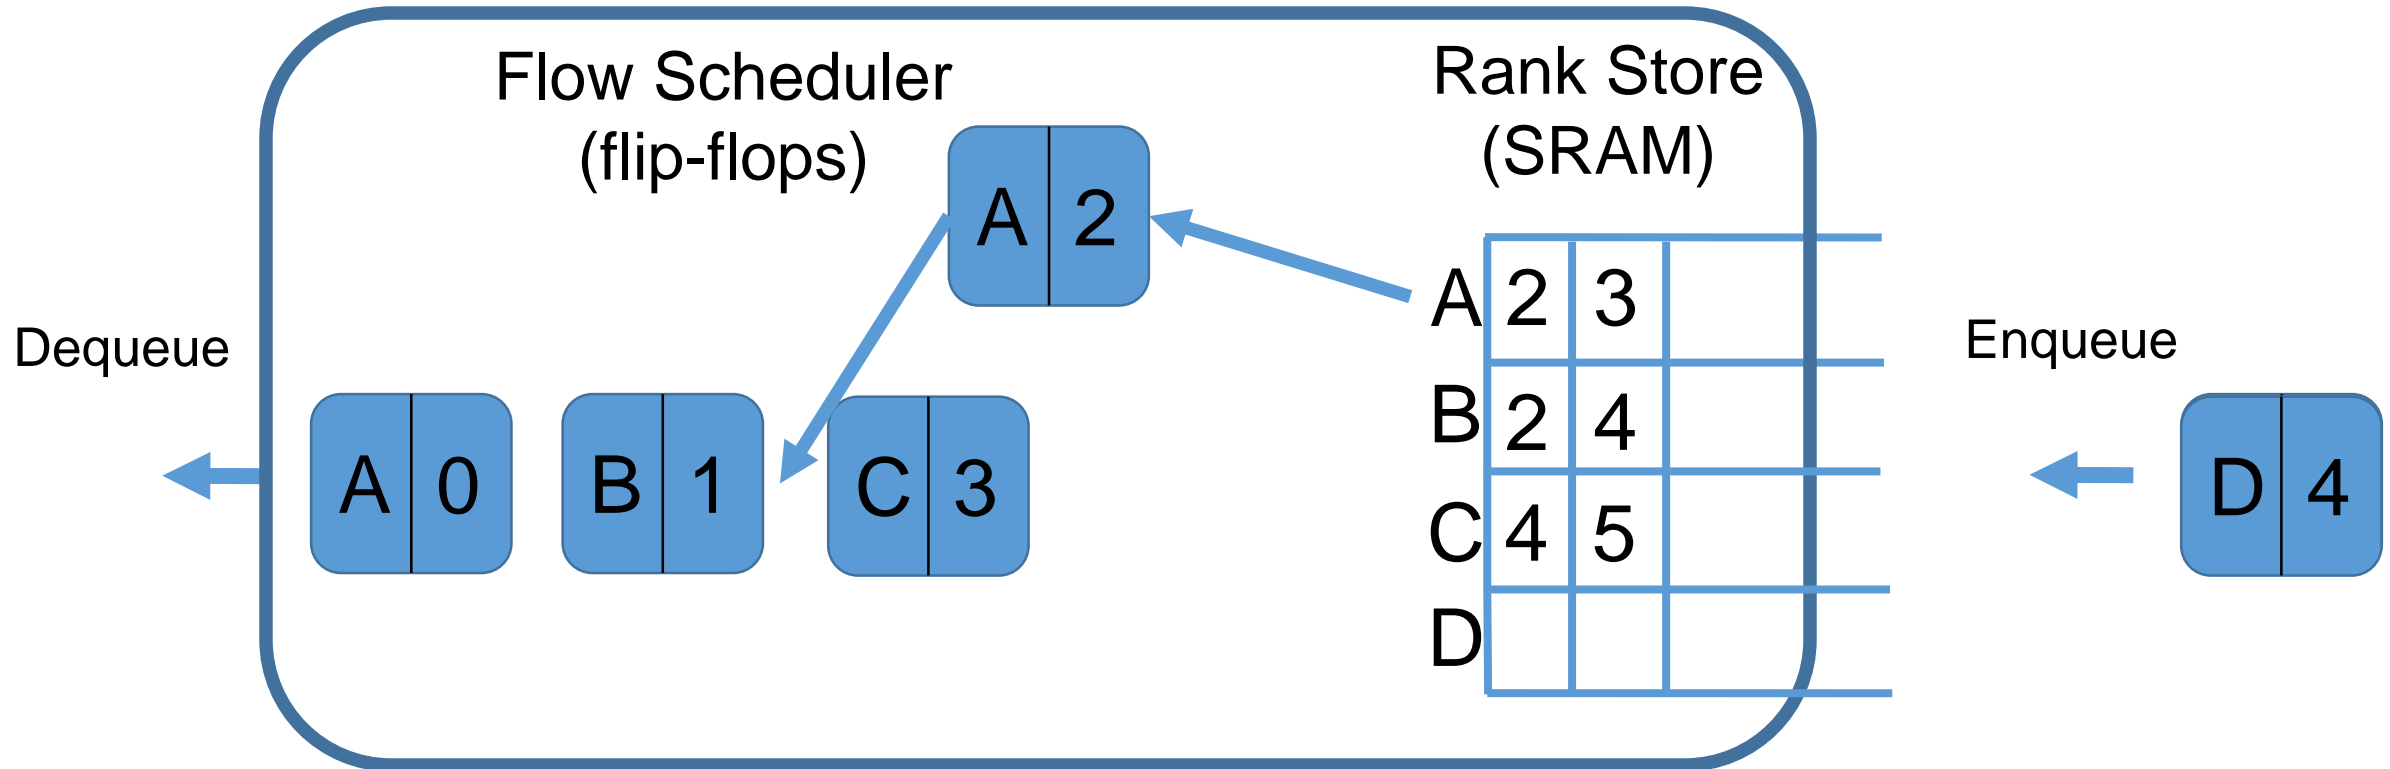 Flow Scheduler
(flip-flops)
Rank Store
(SRAM)
A 2
A 2 3
Dequeue
Enqueue
B 2 4
A 0
B 1
C 3
D 4
C 4 5
D